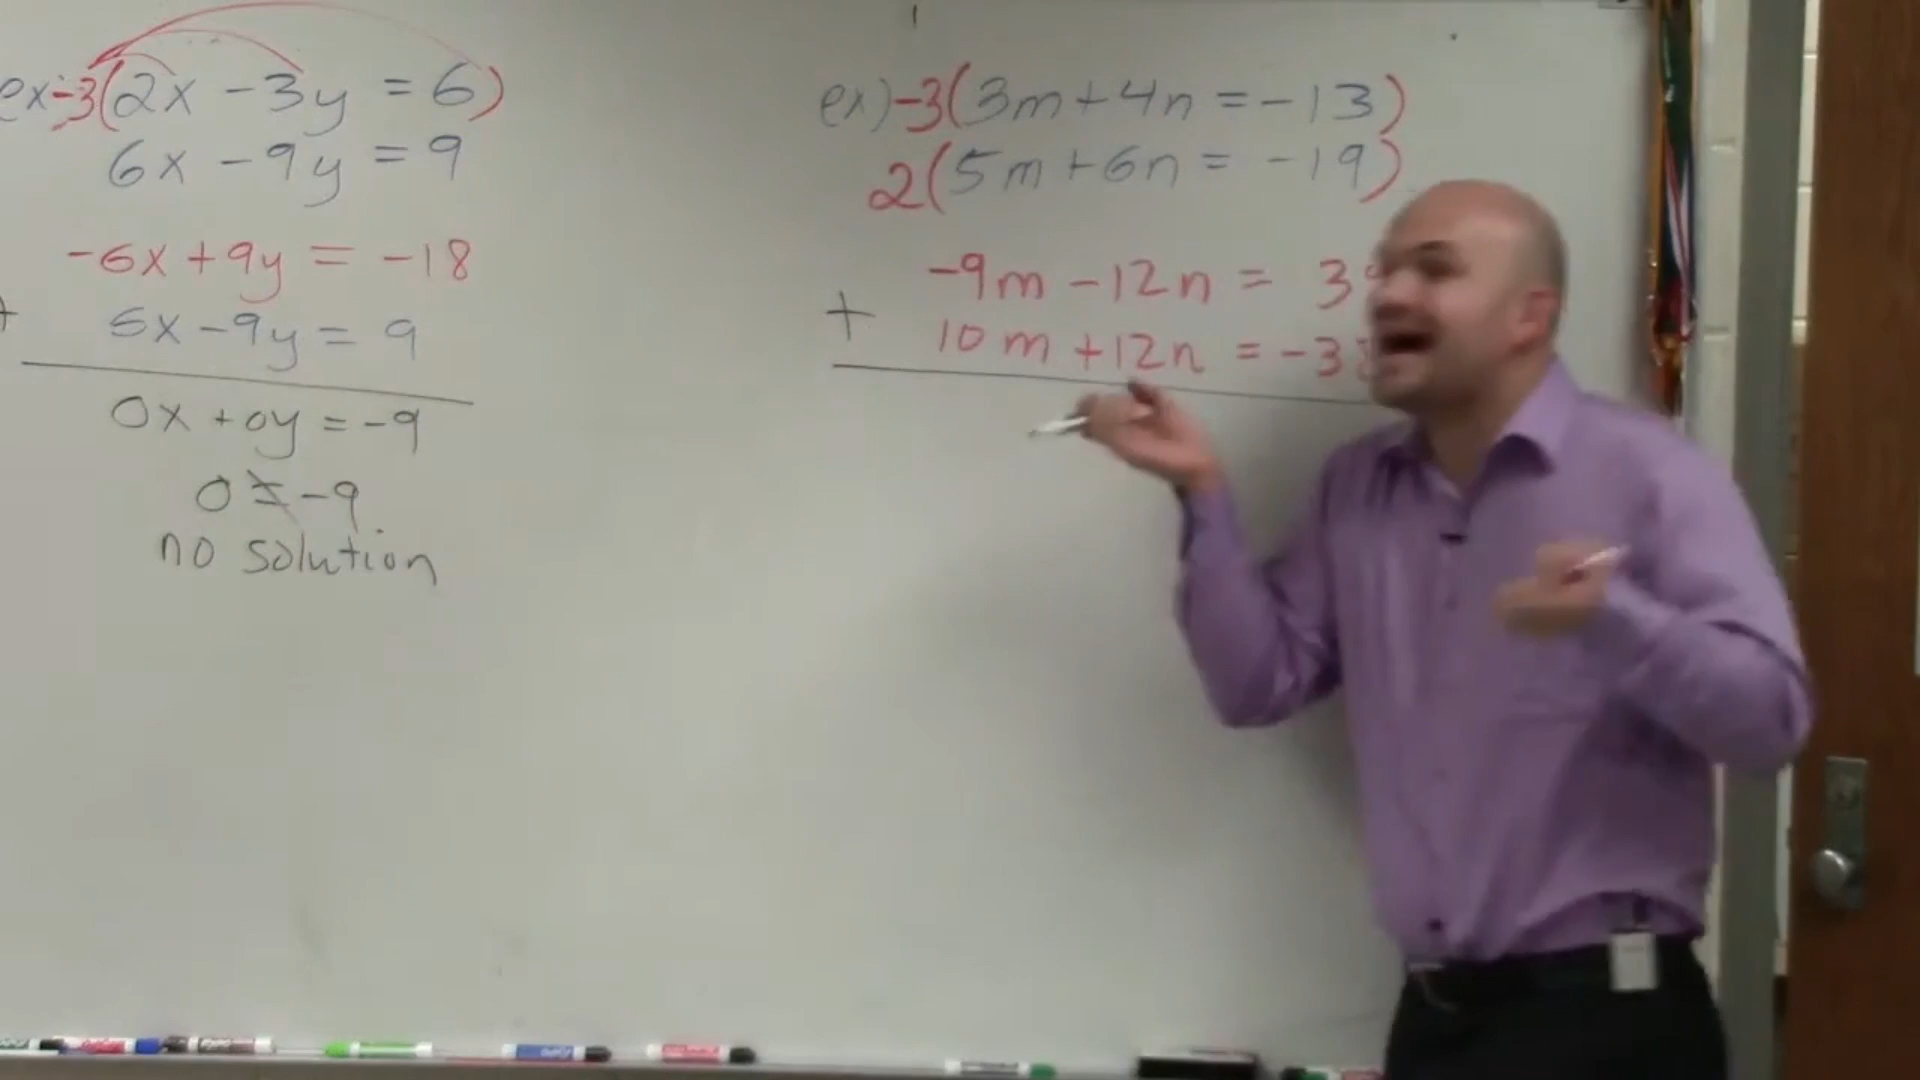 ex -3(2x - 3y = 6)
6x - 9y = 9
-6x + 9y = -18
+ 6x - 9y = 9
0x + 0y = -9
0 ≠ -9
no solution
ex) -3(3m + 4n = -13)
2(5m + 6n = -19)
-9m - 12n = 3
+ 10m + 12n = -38